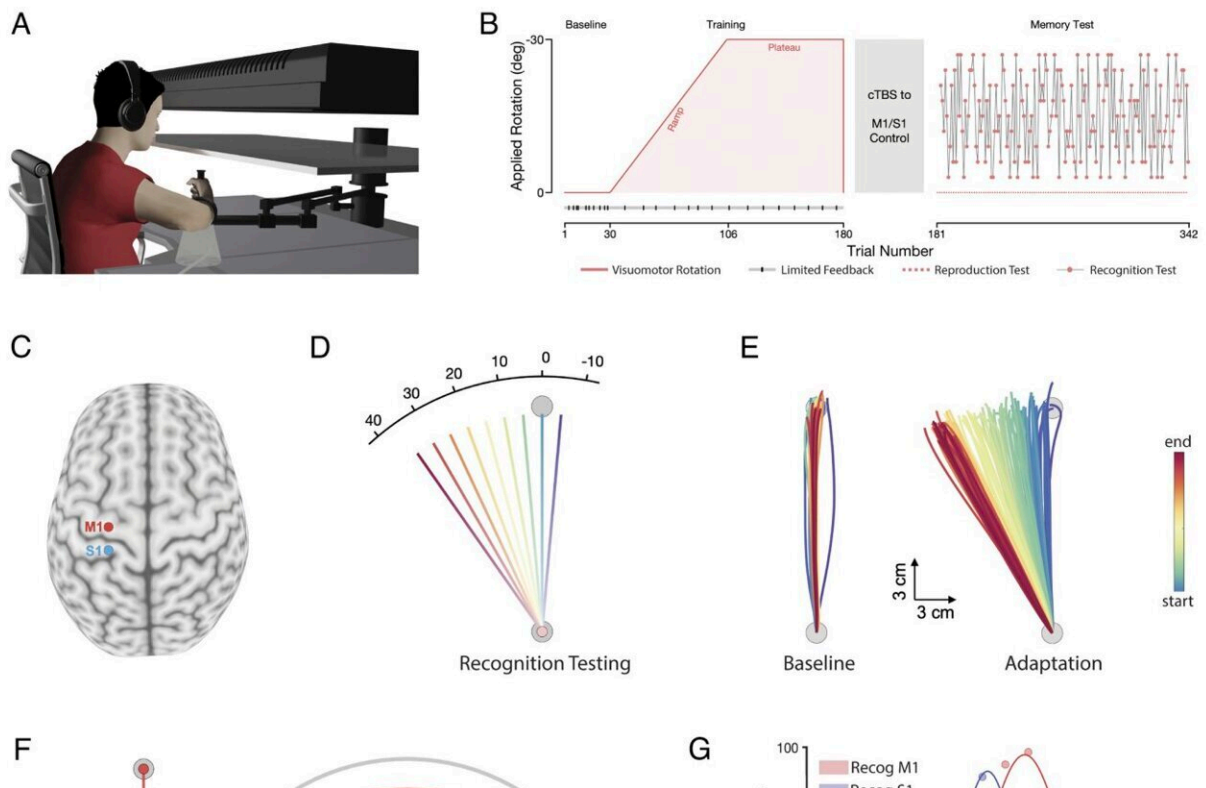 A
B
Baseline
Training
Memory Test
Applied Rotation (deg)
-30
0
Ramp
Plateau
cTBS to
M1/S1
Control
1
30
106
180
181
342
Trial Number
Visuomotor Rotation
Limited Feedback
Reproduction Test
Recognition Test
C
M1
S1
D
40
30
20
10
0
-10
Recognition Testing
E
3 cm
3 cm
Baseline
Adaptation
end
start
F
G
100
Recog M1
Recog S1